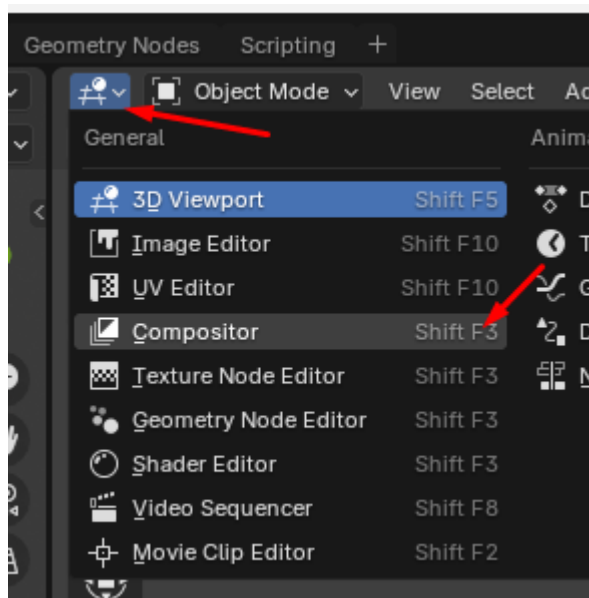 Geometry Nodes Scripting +
Object Mode View Select
General
3D Viewport Shift F5
Image Editor Shift F10
UV Editor Shift F10
Compositor Shift F3
Texture Node Editor Shift F3
Geometry Node Editor Shift F3
Shader Editor Shift F3
Video Sequencer Shift F8
Movie Clip Editor Shift F2